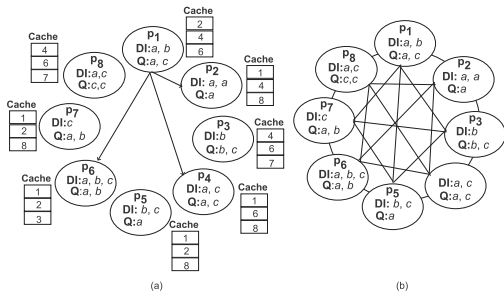 Cache
2
4
6
p1
DI:a, b
Q:a, c
Cache
4
6
7
p8
DI:a,c
Q:c,c
p2
DI: a, a
Q:a
Cache
1
4
8
Cache
1
2
8
p7
DI:c
Q:a, b
p3
DI:b
Q:b, c
Cache
4
6
7
p6
DI:a, b, c
Q:a, b
Cache
1
2
3
p5
DI: b, c
Q:a
Cache
1
2
8
p4
DI:a, c
Q:a, c
Cache
1
6
8
(a)
p1
DI:a, b
Q:a, c
p8
DI:a,c
Q:c,c
p2
DI: a, a
Q:a
p7
DI:c
Q:a, b
p3
DI:b
Q:b, c
p6
DI:a, b, c
Q:a, b
DI:a, c
Q:a, c
p5
DI: b, c
Q:a
(b)